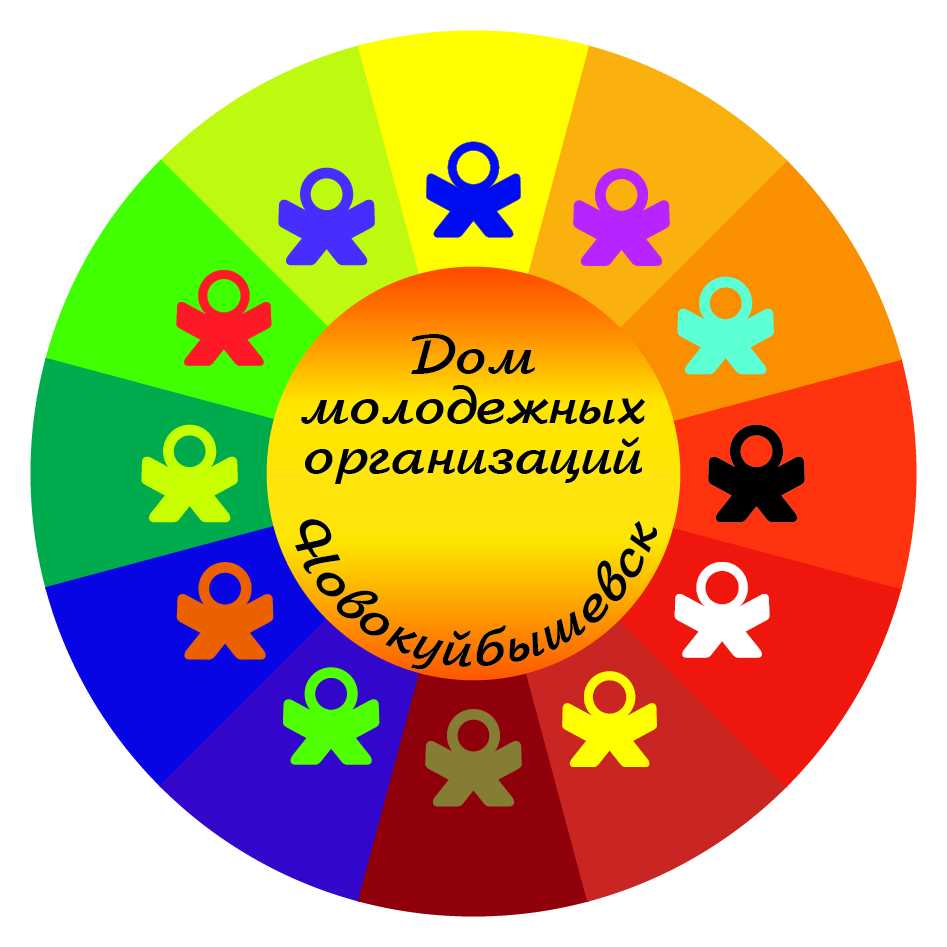 Дом
молодежных
организаций
Новокуйбышевск